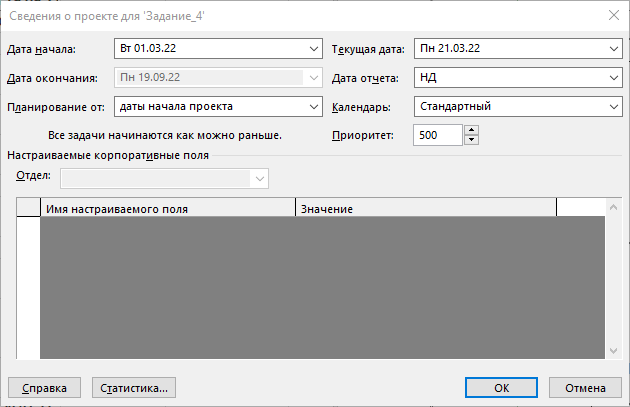 Сведения о проекте для 'Задание_4'
Дата начала: Вт 01.03.22 Текущая дата: Пн 21.03.22
Дата окончания: Пн 19.09.22 Дата отчета: НД
Планирование от: даты начала проекта Календарь: Стандартный
Все задачи начинаются как можно раньше. Приоритет: 500
Настраиваемые корпоративные поля
Отдел:
Имя настраиваемого поля Значение
Справка Статистика... ОК Отмена